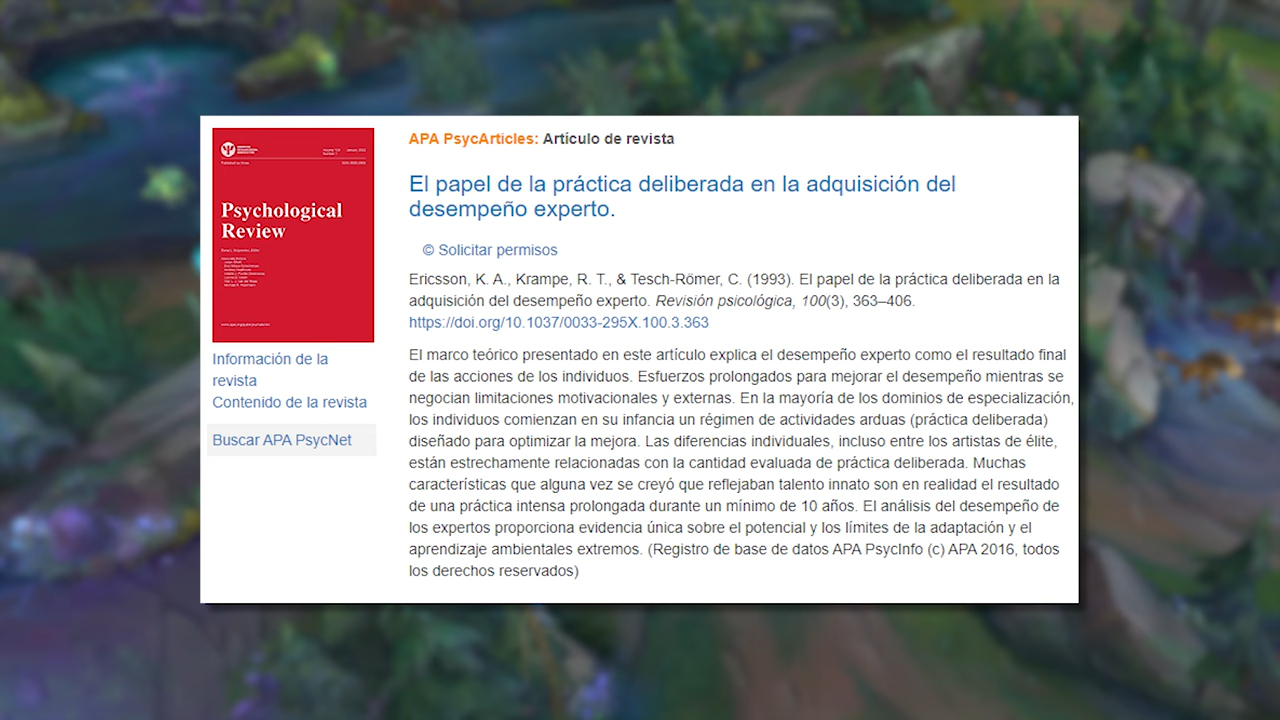 Psychological
Review
Información de la
revista
Contenido de la revista
Buscar APA PsycNet
APA PsycArticles: Artículo de revista
El papel de la práctica deliberada en la adquisición del
desempeño experto.
© Solicitar permisos
Ericsson, K. A., Krampe, R. T., & Tesch-Römer, C. (1993). El papel de la práctica deliberada en la
adquisición del desempeño experto. Revisión psicológica, 100(3), 363–406.
https://doi.org/10.1037/0033-295X.100.3.363
El marco teórico presentado en este artículo explica el desempeño experto como el resultado final
de las acciones de los individuos. Esfuerzos prolongados para mejorar el desempeño mientras se
negocian limitaciones motivacionales y externas. En la mayoría de los dominios de especialización,
los individuos comienzan en su infancia un régimen de actividades arduas (práctica deliberada)
diseñado para optimizar la mejora. Las diferencias individuales, incluso entre los artistas de élite,
están estrechamente relacionadas con la cantidad evaluada de práctica deliberada. Muchas
características que alguna vez se creyó que reflejaban talento innato son en realidad el resultado
de una práctica intensa prolongada durante un mínimo de 10 años. El análisis del desempeño de
los expertos proporciona evidencia única sobre el potencial y los límites de la adaptación y el
aprendizaje ambientales extremos. (Registro de base de datos APA PsycInfo (c) APA 2016, todos
los derechos reservados)